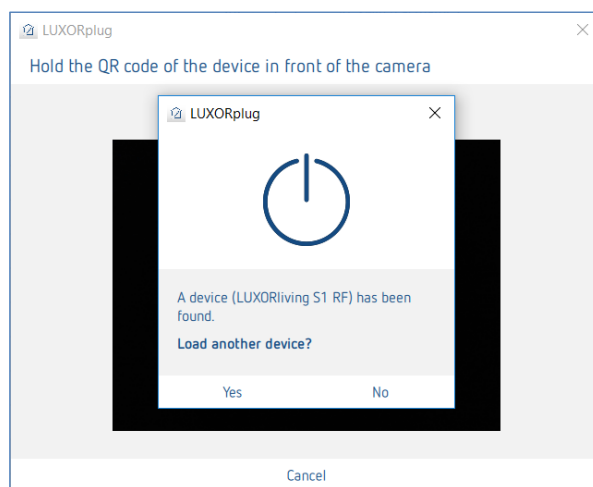 LUXORplug
Hold the QR code of the device in front of the camera
LUXORplug
A device (LUXORliving S1 RF) has been
found.
Load another device?
Yes No
Cancel